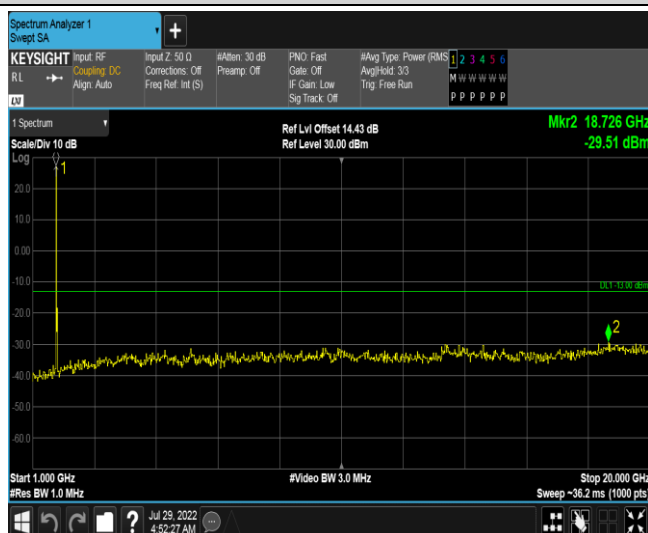 Spectrum Analyzer 1
Swept SA
+
KEYSIGHT
RL
LXI
Input: RF
Coupling: DC
Align: Auto
Input Z: 50 Ω
Corrections: Off
Freq Ref: Int (S)
#Atten: 30 dB
Preamp: Off
PNO: Fast
Gate: Off
IF Gain: Low
Sig Track: Off
#Avg Type: Power (RMS
Avg|Hold: 3/3
Trig: Free Run
1 2 3 4 5 6
M W W W W W
P P P P P P
1 Spectrum
Scale/Div 10 dB
Ref Lvl Offset 14.43 dB
Ref Level 30.00 dBm
Mkr2 18.726 GHz
-29.51 dBm
Log
1
20.0
10.0
0.00
-10.0
DL1 -13.00 dBm
-20.0
2
-30.0
-40.0
-50.0
-60.0
Start 1.000 GHz
#Res BW 1.0 MHz
#Video BW 3.0 MHz
Stop 20.000 GHz
Sweep ~36.2 ms (1000 pts)
?
Jul 29, 2022
4:52:27 AM